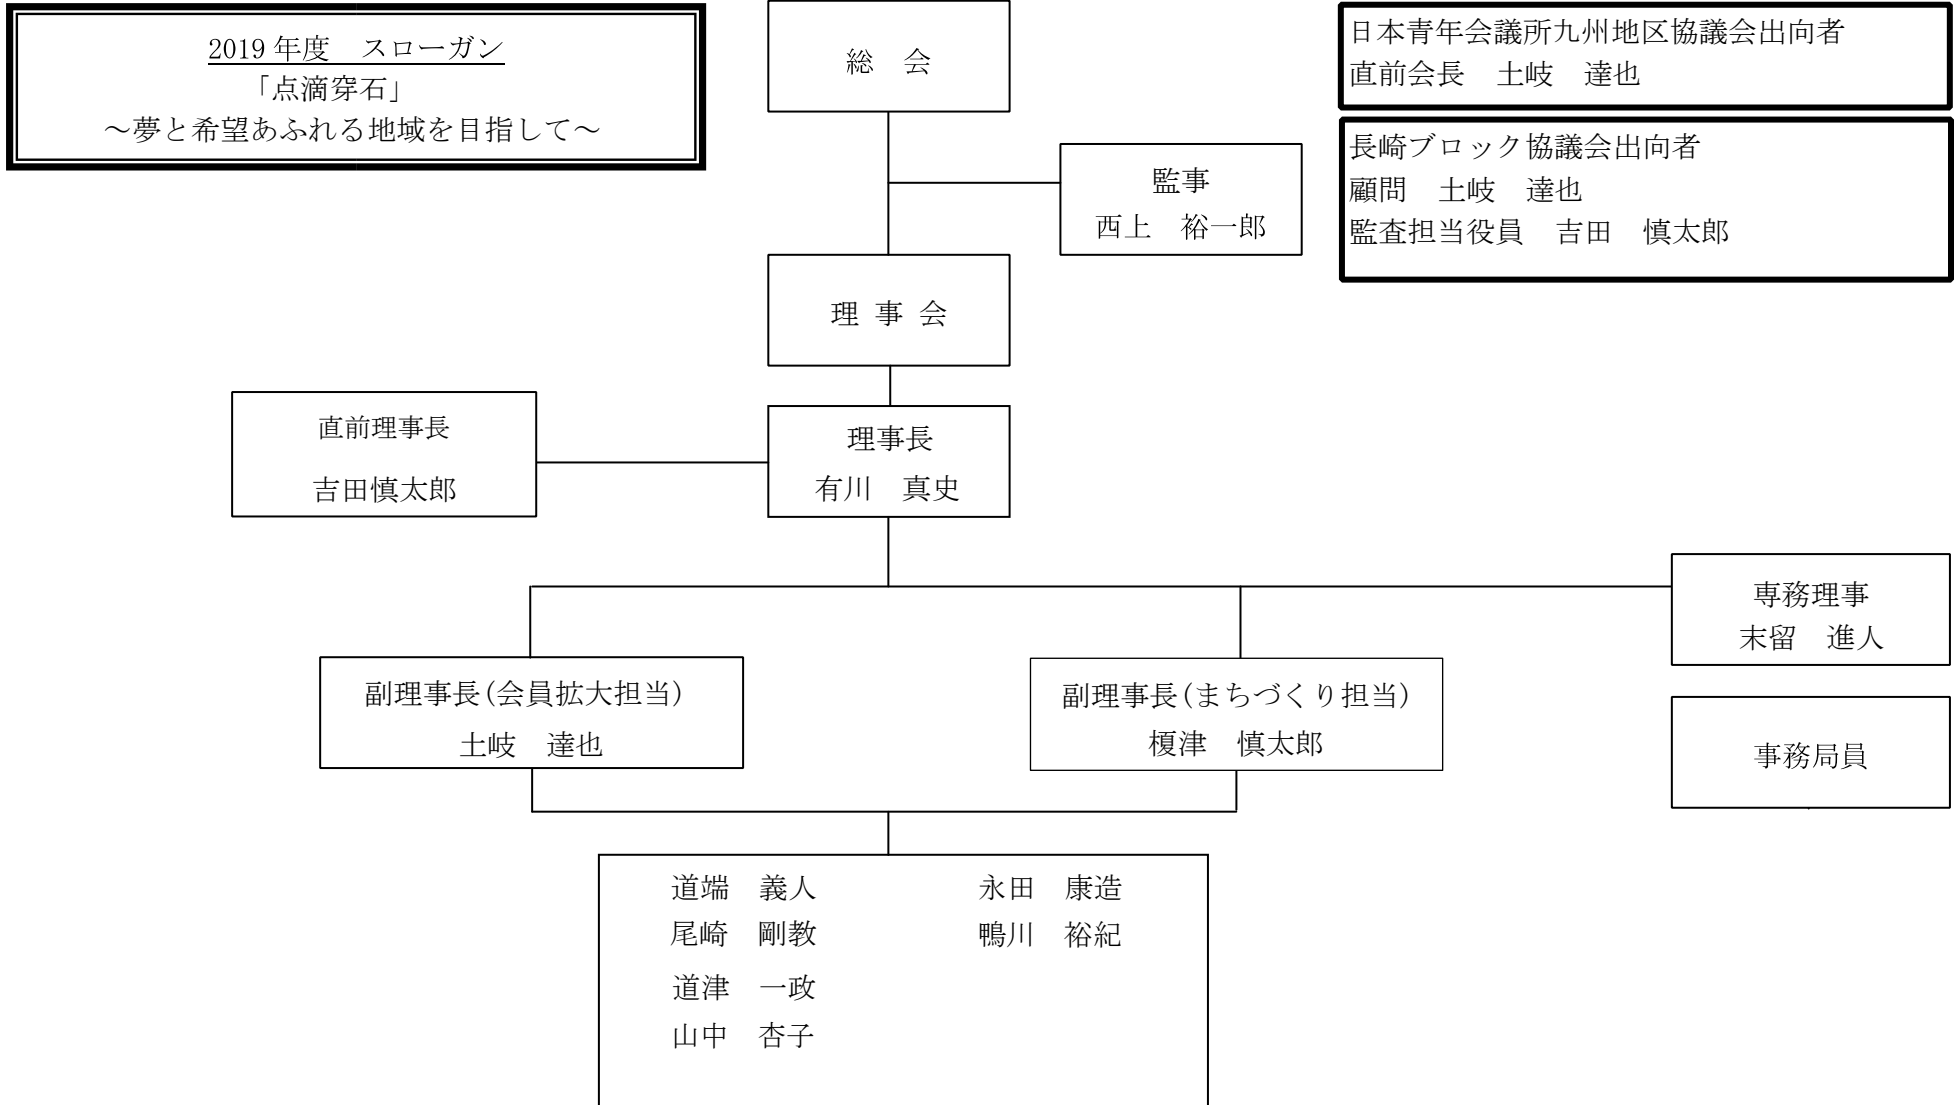 2019年度　スローガン
「点滴穿石」
～夢と希望あふれる地域を目指して～
総　会
日本青年会議所九州地区協議会出向者
直前会長　土岐　達也
長崎ブロック協議会出向者
顧問　土岐　達也
監査担当役員　吉田　慎太郎
監事
西上　裕一郎
理 事 会
直前理事長
吉田慎太郎
理事長
有川　真史
専務理事
末留　進人
副理事長(会員拡大担当)
土岐　達也
副理事長(まちづくり担当)
榎津　慎太郎
事務局員
道端　義人　永田　康造
尾崎　剛教　鴨川　裕紀
道津　一政
山中　杏子